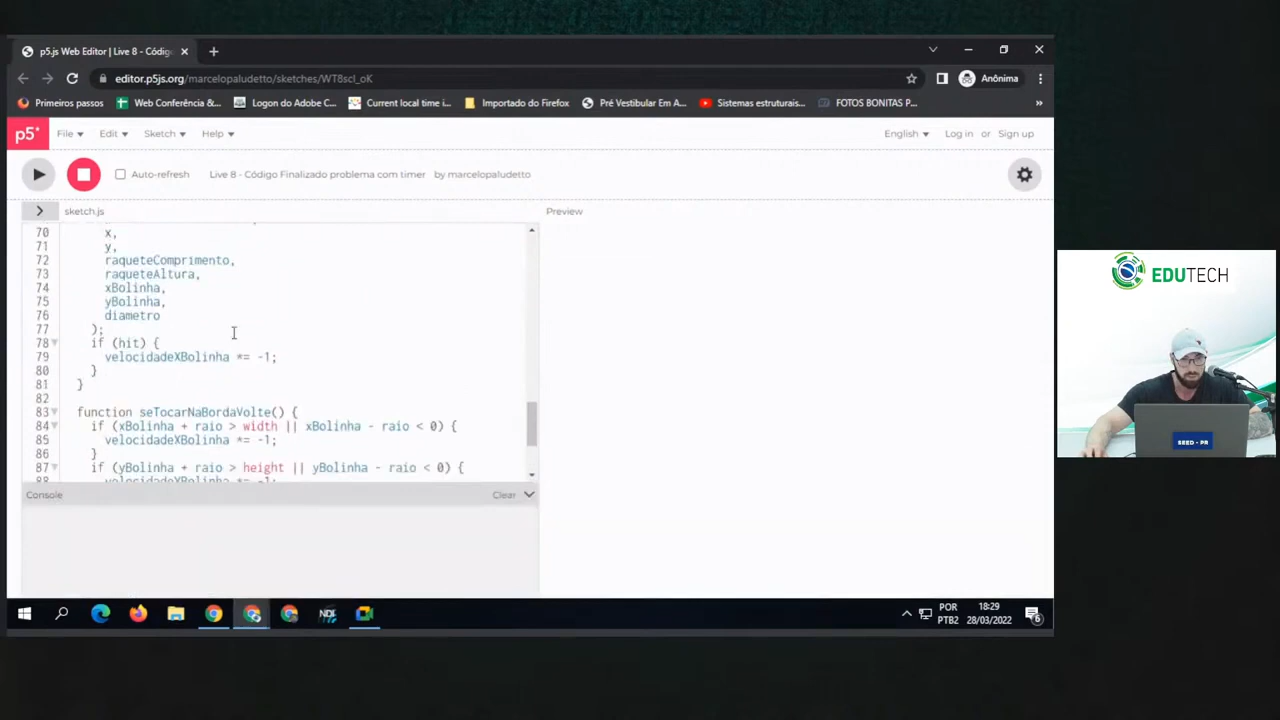 p5.js Web Editor | Live 8 - Códig
editor.p5js.org/marcelopaludetto/sketches/WT8scl_oK
Anônima
Primeiros passos
Web Conferência &...
Logon do Adobe C...
Current local time i...
Importado do Firefox
Pré Vestibular Em A...
Sistemas estruturais...
FOTOS BONITAS P...
»
p5*
File
Edit
Sketch
Help
English
Log in or Sign up
Auto-refresh
Live 8 - Código Finalizado problema com timer by marcelopaludetto
> sketch.js
Preview
70 x,
71 y,
72 raqueteComprimento,
73 raqueteAltura,
74 xBolinha,
75 yBolinha,
76 diametro
77 );
78 if (hit) {
79 velocidadeXBolinha *= -1;
80 }
81 }
82
83 function seTocarNaBordaVolte() {
84 if (xBolinha + raio > width || xBolinha - raio < 0) {
85 velocidadeXBolinha *= -1;
86 }
87 if (yBolinha + raio > height || yBolinha - raio < 0) {
Console
Clear
EDUTECH
SEED - PR
POR
PTB2
18:29
28/03/2022
6